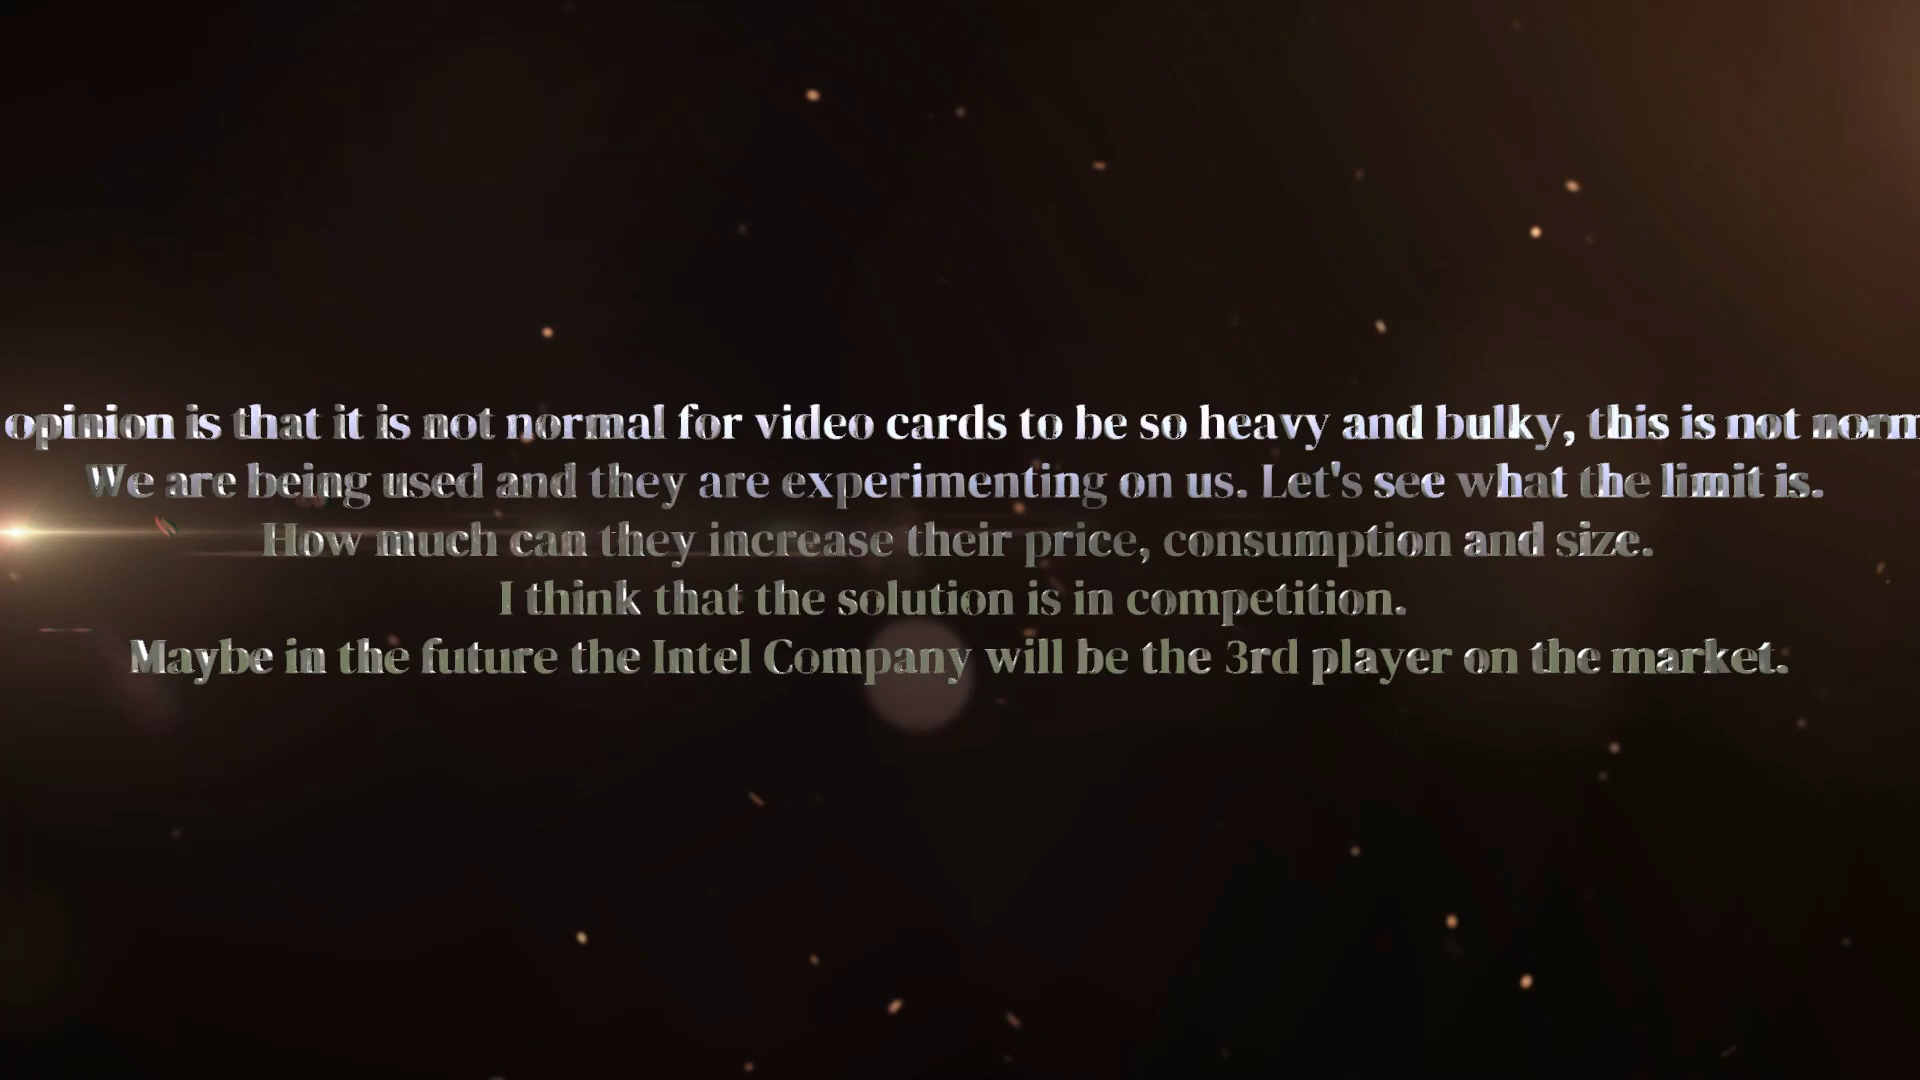 opinion is that it is not normal for video cards to be so heavy and bulky, this is not norm
We are being used and they are experimenting on us. Let's see what the limit is.
How much can they increase their price, consumption and size.
I think that the solution is in competition.
Maybe in the future the Intel Company will be the 3rd player on the market.